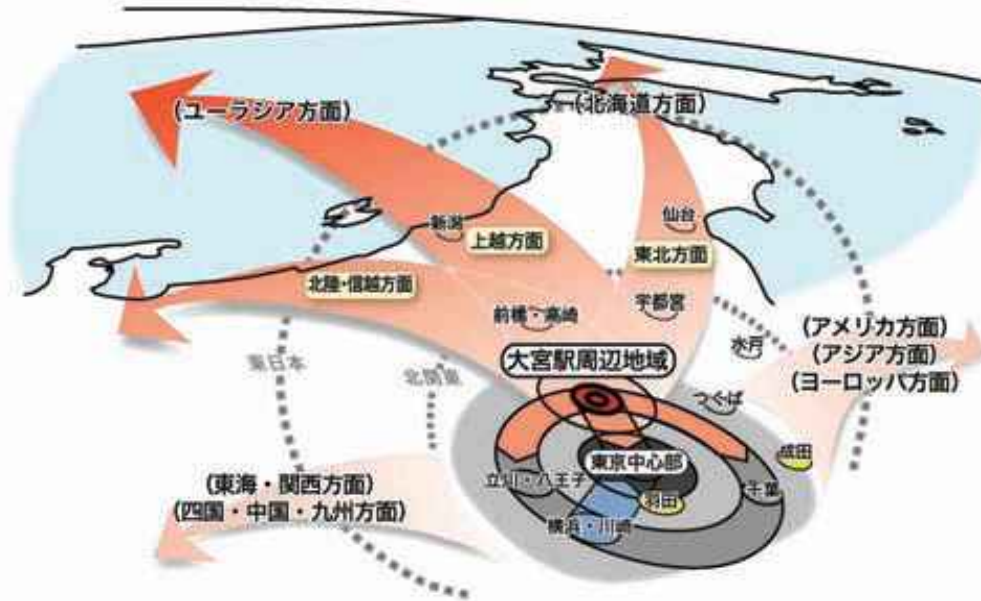 (ユーラシア方面)
(北海道方面)
新潟
上越方面
仙台
東北方面
北陸・信越方面
前橋・高崎
宇都宮
水戸
(アメリカ方面)
(アジア方面)
(ヨーロッパ方面)
東日本
北関東
大宮駅周辺地域
つくば
東京中心部
成田
立川・八王子
羽田
千葉
横浜・川崎
(東海・関西方面)
(四国・中国・九州方面)